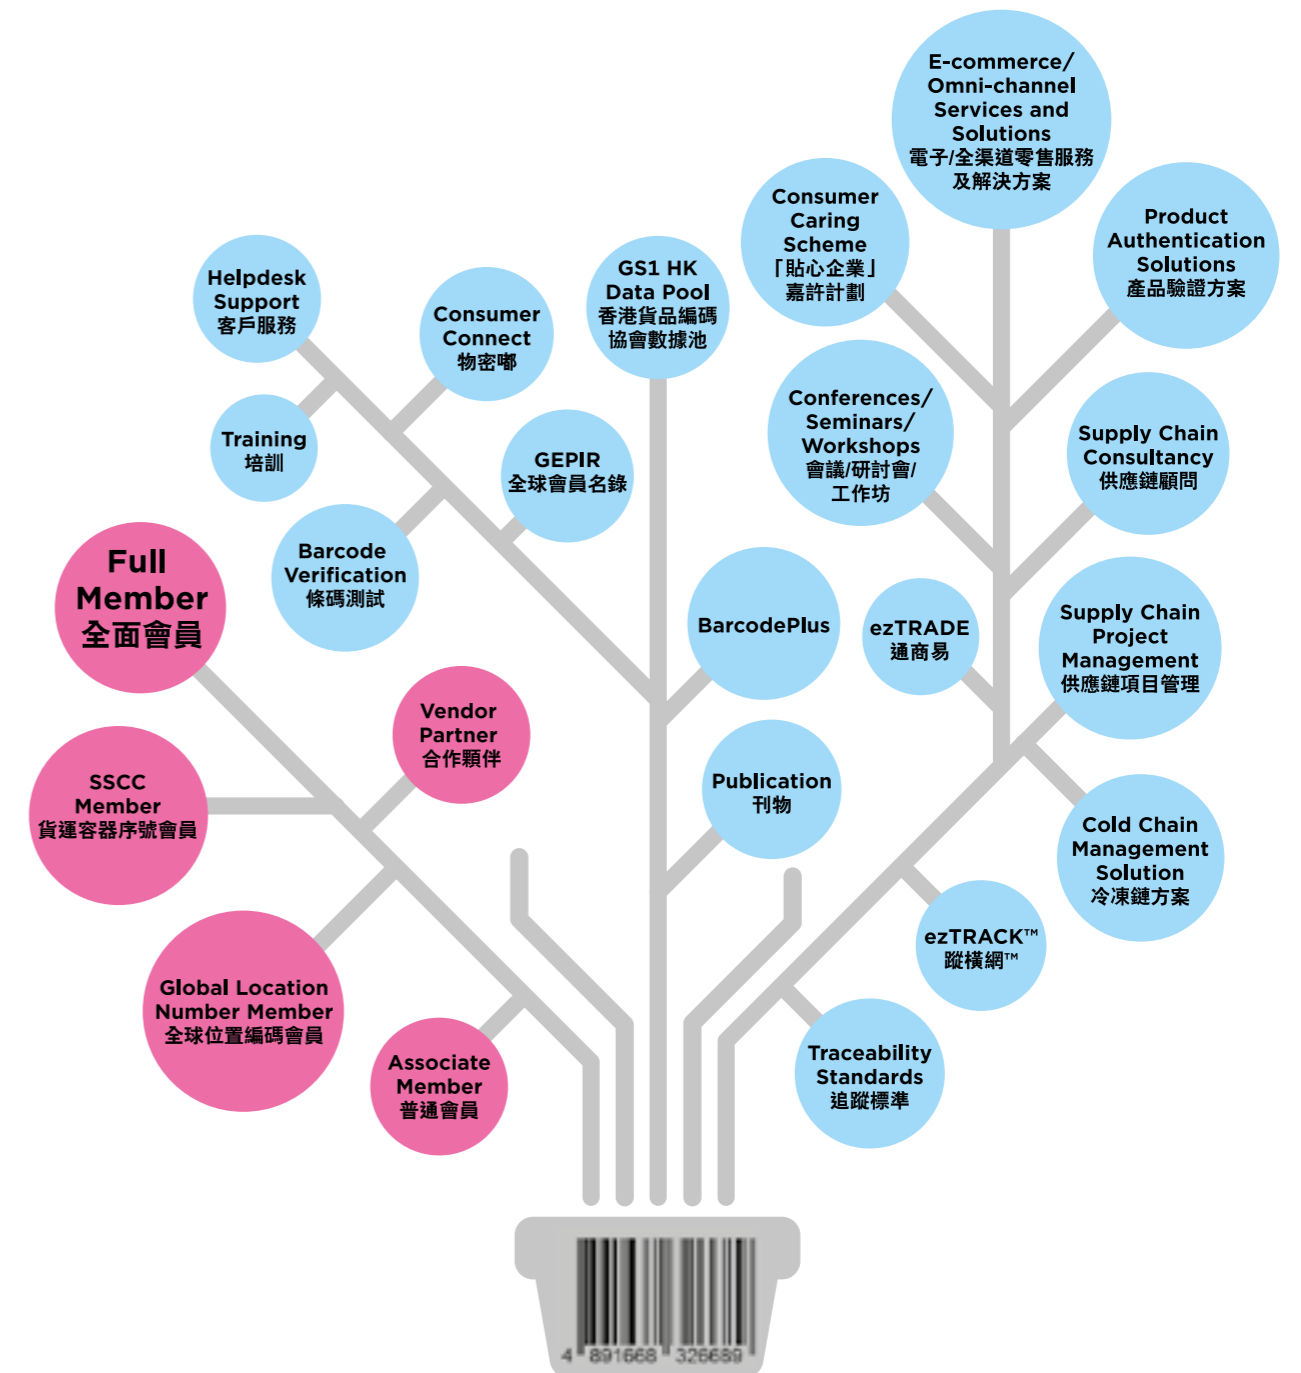 E-commerce/
Omni-channel
Services and
Solutions
電子/全渠道零售服務
及解決方案
Consumer
Caring
Scheme
「貼心企業」
嘉許計劃
Product
Authentication
Solutions
產品驗證方案
Helpdesk
Support
客戶服務
Consumer
Connect
物密嘟
GS1 HK
Data Pool
香港貨品編碼
協會數據池
Training
培訓
GEPIR
全球會員名錄
Conferences/
Seminars/
Workshops
會議/研討會/
工作坊
Supply Chain
Consultancy
供應鏈顧問
Barcode
Verification
條碼測試
Full
Member
全面會員
BarcodePlus
ezTRADE
通商易
Supply Chain
Project
Management
供應鏈項目管理
Vendor
Partner
合作夥伴
SSCC
Member
貨運容器序號會員
Publication
刊物
Cold Chain
Management
Solution
冷凍鏈方案
ezTRACK™
蹤橫網™
Global Location
Number Member
全球位置編碼會員
Associate
Member
普通會員
Traceability
Standards
追蹤標準
4 891668 326689